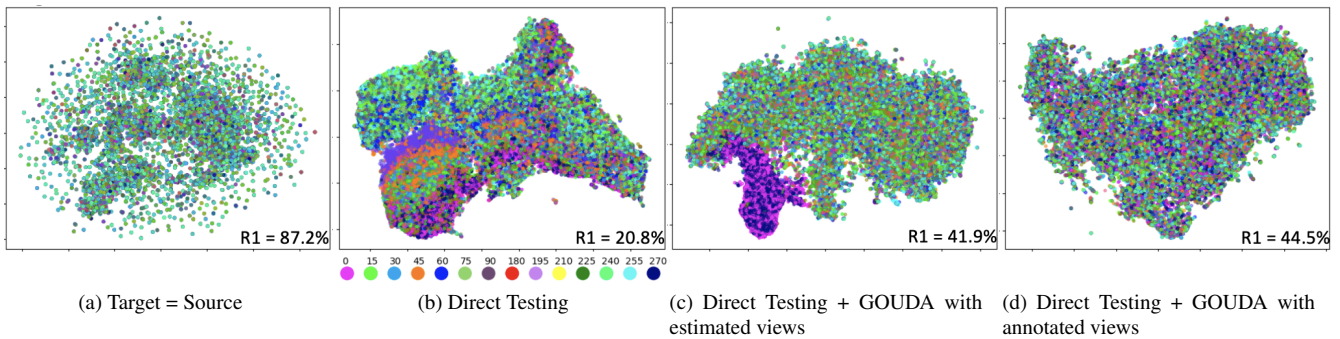 R1 = 87.2%
R1 = 20.8%
R1 = 41.9%
R1 = 44.5%
0 15 30 45 60 75 90 180 195 210 225 240 255 270
(a) Target = Source
(b) Direct Testing
(c) Direct Testing + GOUDA with
estimated views
(d) Direct Testing + GOUDA with
annotated views